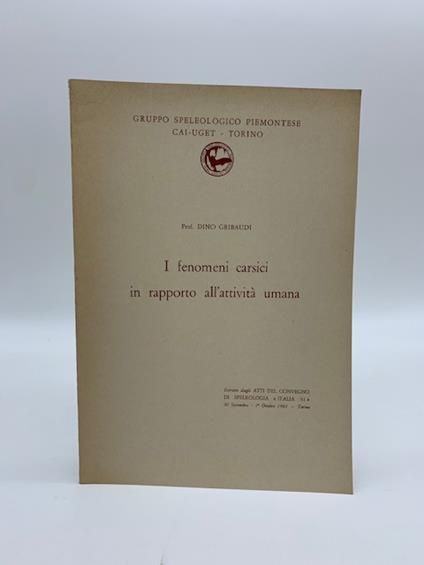 GRUPPO SPELEOLOGICO PIEMONTESE
CAI-UGET - TORINO
Prof. DINO GRIBAUDI
I fenomeni carsici
in rapporto all'attività umana
Estratto dagli ATTI DEL CONVEGNO
DI SPELEOLOGIA « ITALIA '61 »
30 Settembre - 1º Ottobre 1961 - Torino